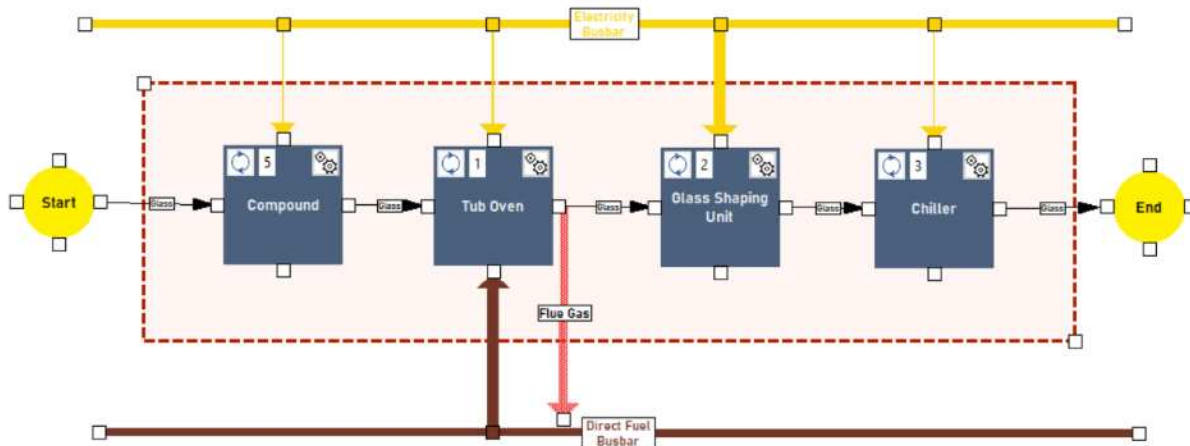 Electricity
Busbar
5
1
2
3
Start
Glass
Compound
Glass
Tub Oven
Glass
Glass Shaping
Unit
Glass
Chiller
Glass
End
Flue Gas
Direct Fuel
Busbar